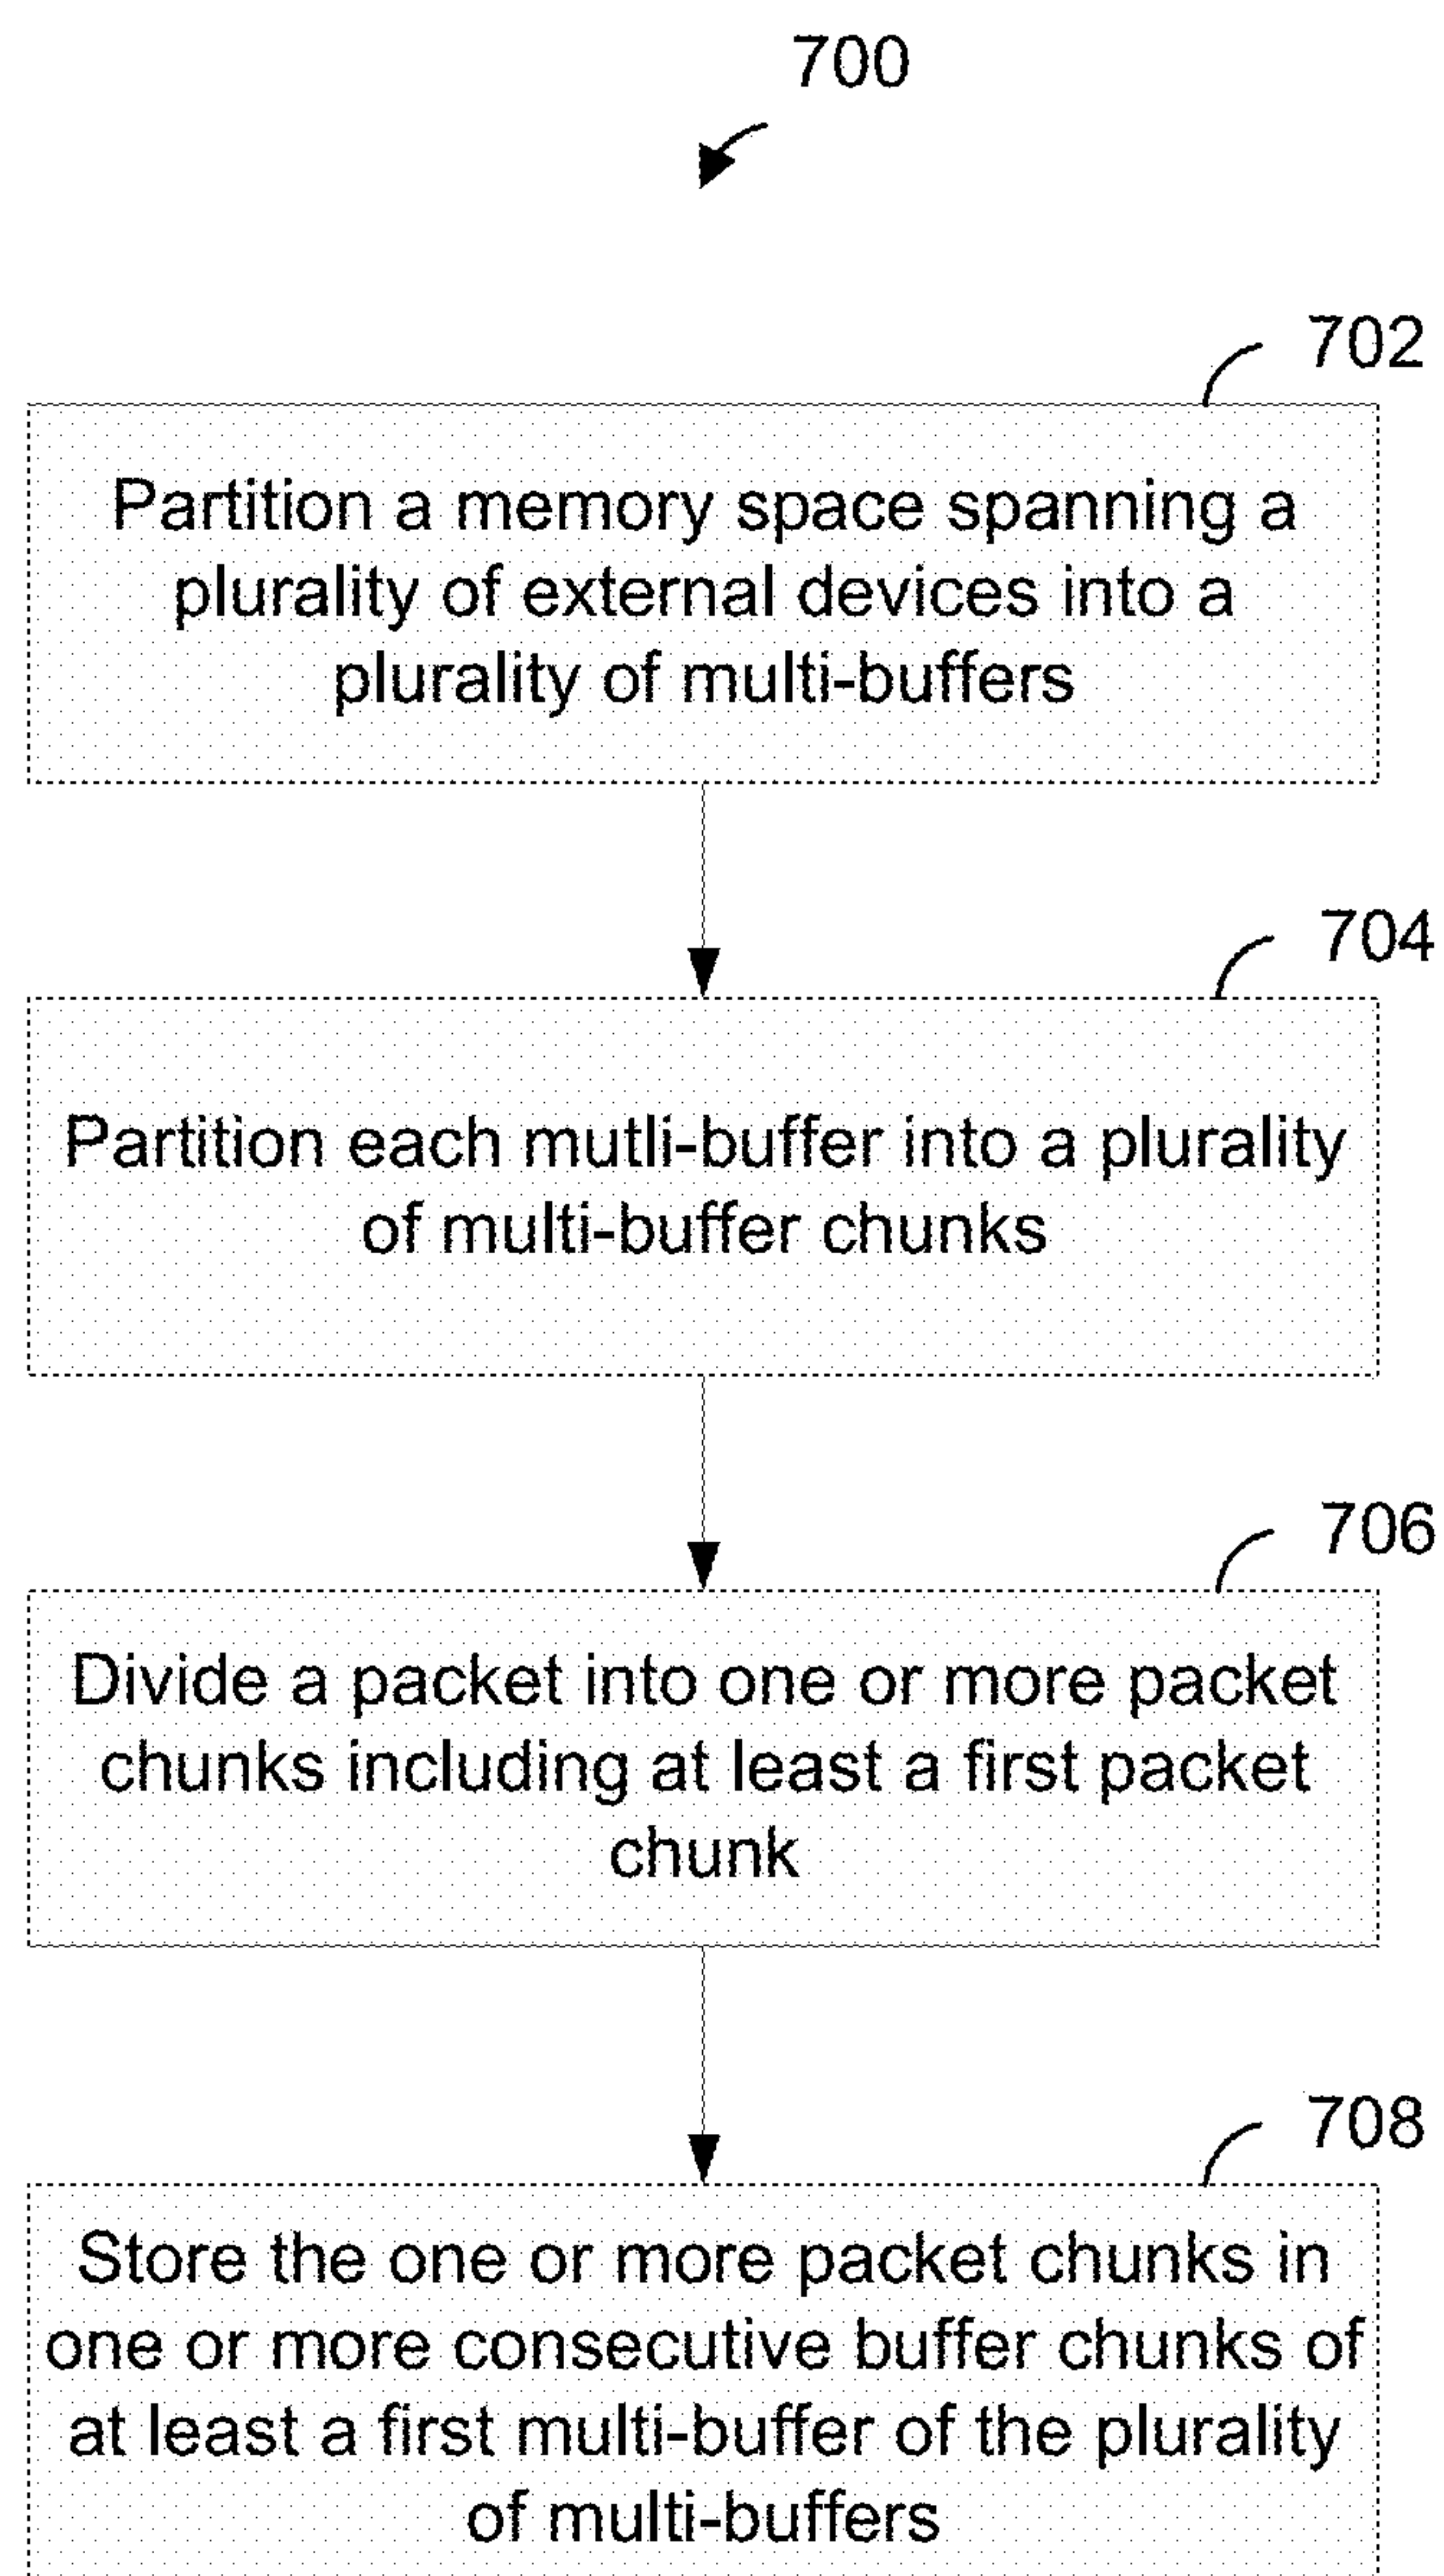 700
702
Partition a memory space spanning a
plurality of external devices into a
plurality of multi-buffers
704
Partition each mutli-buffer into a plurality
of multi-buffer chunks
706
Divide a packet into one or more packet
chunks including at least a first packet
chunk
708
Store the one or more packet chunks in
one or more consecutive buffer chunks of
at least a first multi-buffer of the plurality
of multi-buffers